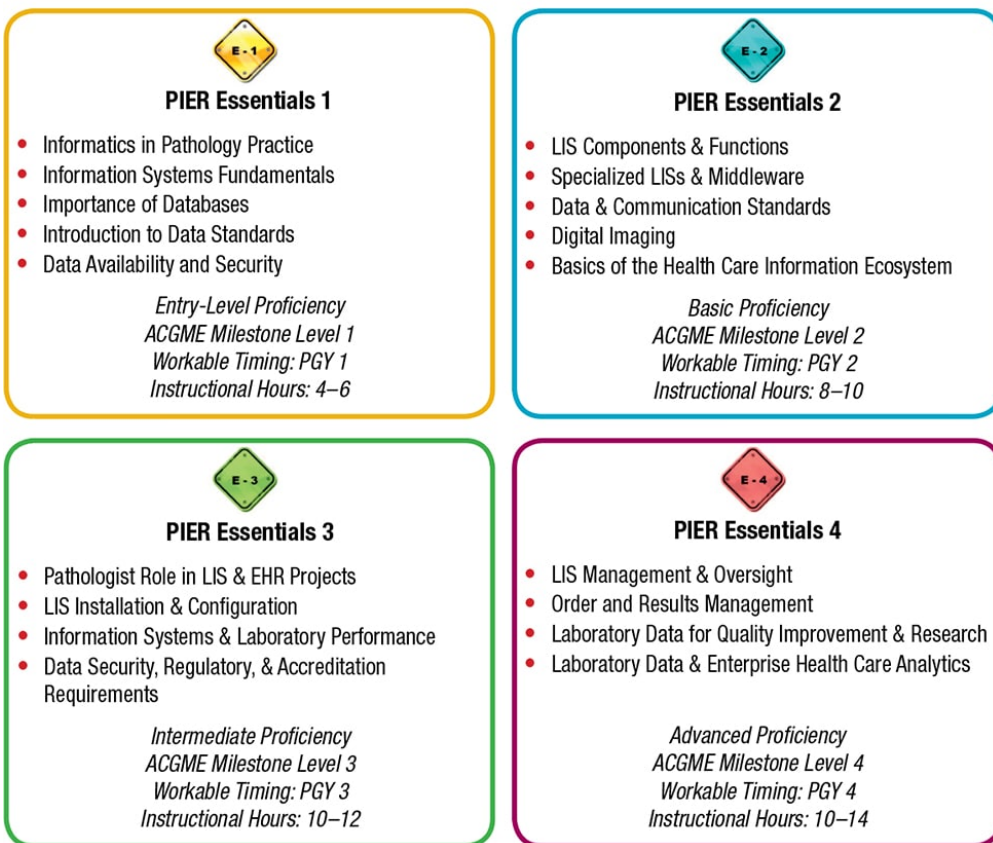 E - 1
PIER Essentials 1
• Informatics in Pathology Practice
• Information Systems Fundamentals
• Importance of Databases
• Introduction to Data Standards
• Data Availability and Security
Entry-Level Proficiency
ACGME Milestone Level 1
Workable Timing: PGY 1
Instructional Hours: 4–6
E - 2
PIER Essentials 2
• LIS Components & Functions
• Specialized LISs & Middleware
• Data & Communication Standards
• Digital Imaging
• Basics of the Health Care Information Ecosystem
Basic Proficiency
ACGME Milestone Level 2
Workable Timing: PGY 2
Instructional Hours: 8–10
E - 3
PIER Essentials 3
• Pathologist Role in LIS & EHR Projects
• LIS Installation & Configuration
• Information Systems & Laboratory Performance
• Data Security, Regulatory, & Accreditation
Requirements
Intermediate Proficiency
ACGME Milestone Level 3
Workable Timing: PGY 3
Instructional Hours: 10–12
E - 4
PIER Essentials 4
• LIS Management & Oversight
• Order and Results Management
• Laboratory Data for Quality Improvement & Research
• Laboratory Data & Enterprise Health Care Analytics
Advanced Proficiency
ACGME Milestone Level 4
Workable Timing: PGY 4
Instructional Hours: 10–14